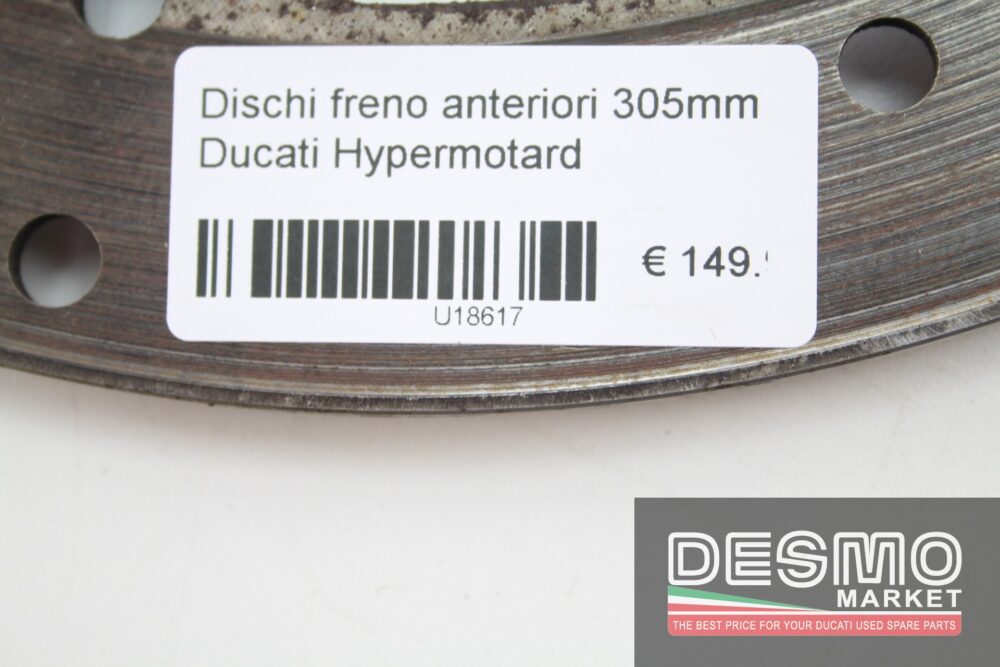 Dischi freno anteriori 305mm
Ducati Hypermotard
€ 149.
U18617
DESMO
MARKET
THE BEST PRICE FOR YOUR DUCATI USED SPARE PARTS